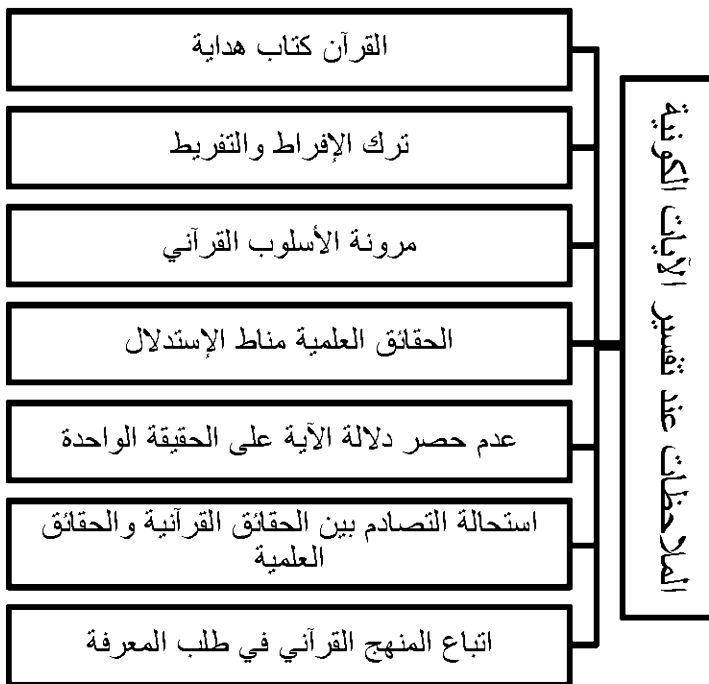 الملاحظات عند تفسير الآيات الكونية
القرآن كتاب هداية
ترك الإفراط والتفريط
مرونة الأسلوب القرآني
الحقائق العلمية مناط الإستدلال
عدم حصر دلالة الآية على الحقيقة الواحدة
استحالة التصادم بين الحقائق القرآنية والحقائق
العلمية
اتباع المنهج القرآني في طلب المعرفة